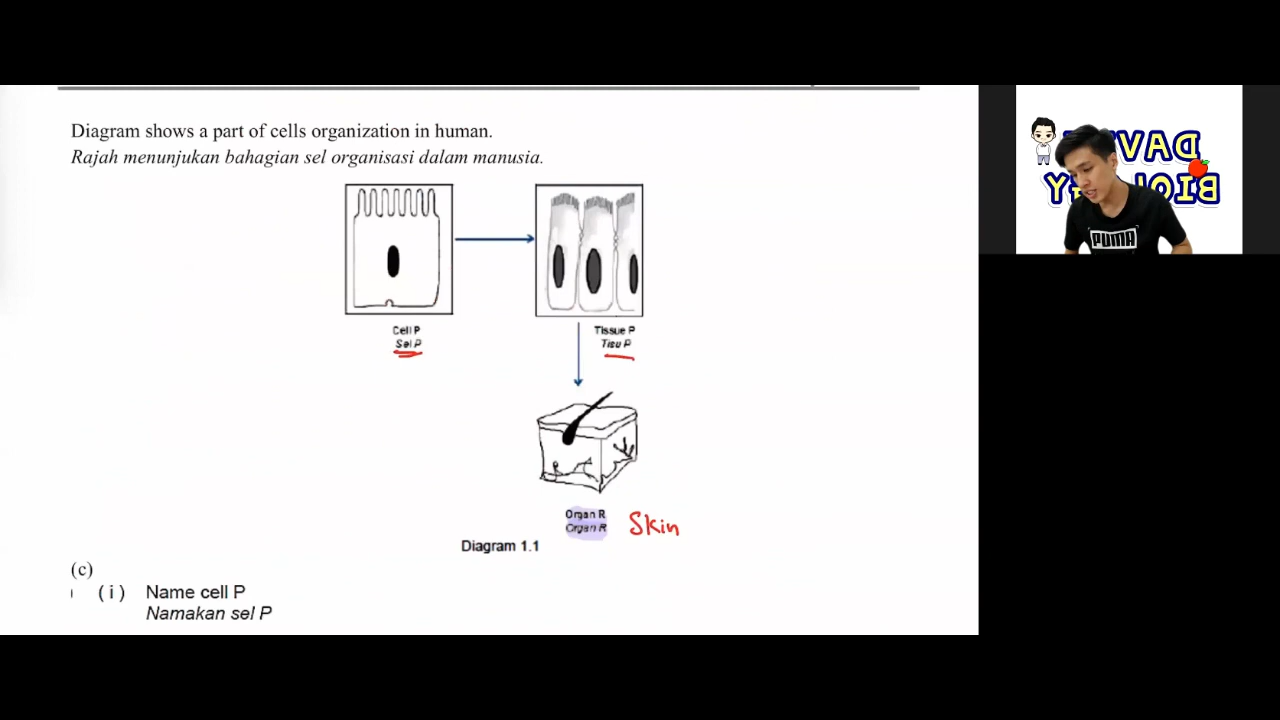 Diagram shows a part of cells organization in human.
Rajah menunjukan bahagian sel organisasi dalam manusia.
Cell P
Sel P
Tissue P
Tisu P
Organ R
Organ R
Skin
Diagram 1.1
(c)
( i ) Name cell P
Namakan sel P
PUMA